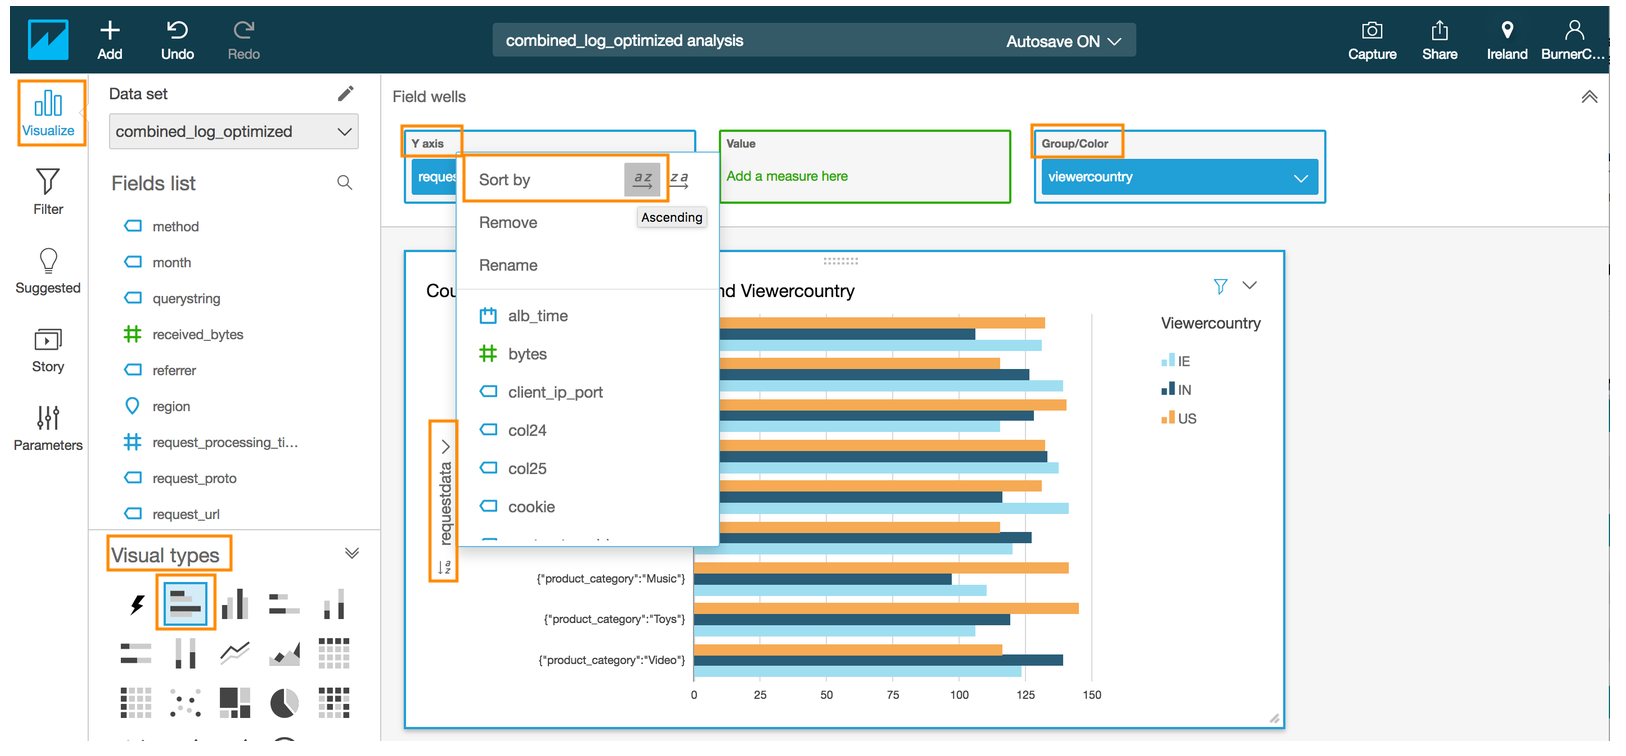 Add
Undo
Redo
combined_log_optimized analysis
Autosave ON
Capture
Share
Ireland
BurnerC...
Visualize
Filter
Suggested
Story
Parameters
Data set
combined_log_optimized
Fields list
method
month
querystring
received_bytes
referrer
region
request_processing_ti...
request_proto
request_url
Visual types
Field wells
Y axis
reques
Value
Add a measure here
Group/Color
viewercountry
Sort by
az
za
Ascending
Remove
Rename
alb_time
bytes
client_ip_port
col24
col25
cookie
Cou
nd Viewercountry
Viewercountry
IE
IN
US
requestdata
a
z
{"product_category":"Music"}
{"product_category":"Toys"}
{"product_category":"Video"}
0 25 50 75 100 125 150